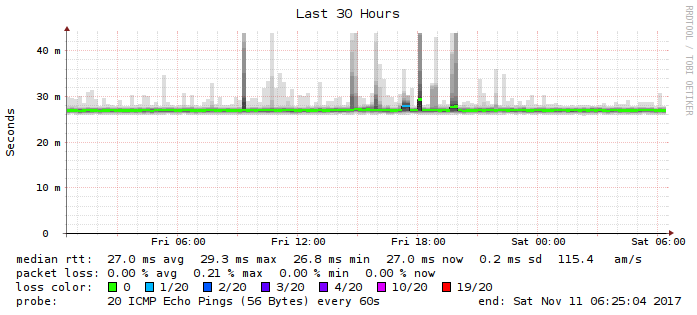 Last 30 Hours
RRDTOOL / TOBI OETIKER
Seconds
40 m
30 m
20 m
10 m
0
Fri 06:00 Fri 12:00 Fri 18:00 Sat 00:00 Sat 06:00
median rtt: 27.0 ms avg 29.3 ms max 26.8 ms min 27.0 ms now 0.2 ms sd 115.4 am/s
packet loss: 0.00 % avg 0.21 % max 0.00 % min 0.00 % now
loss color: 0 1/20 2/20 3/20 4/20 10/20 19/20
probe: 20 ICMP Echo Pings (56 Bytes) every 60s end: Sat Nov 11 06:25:04 2017